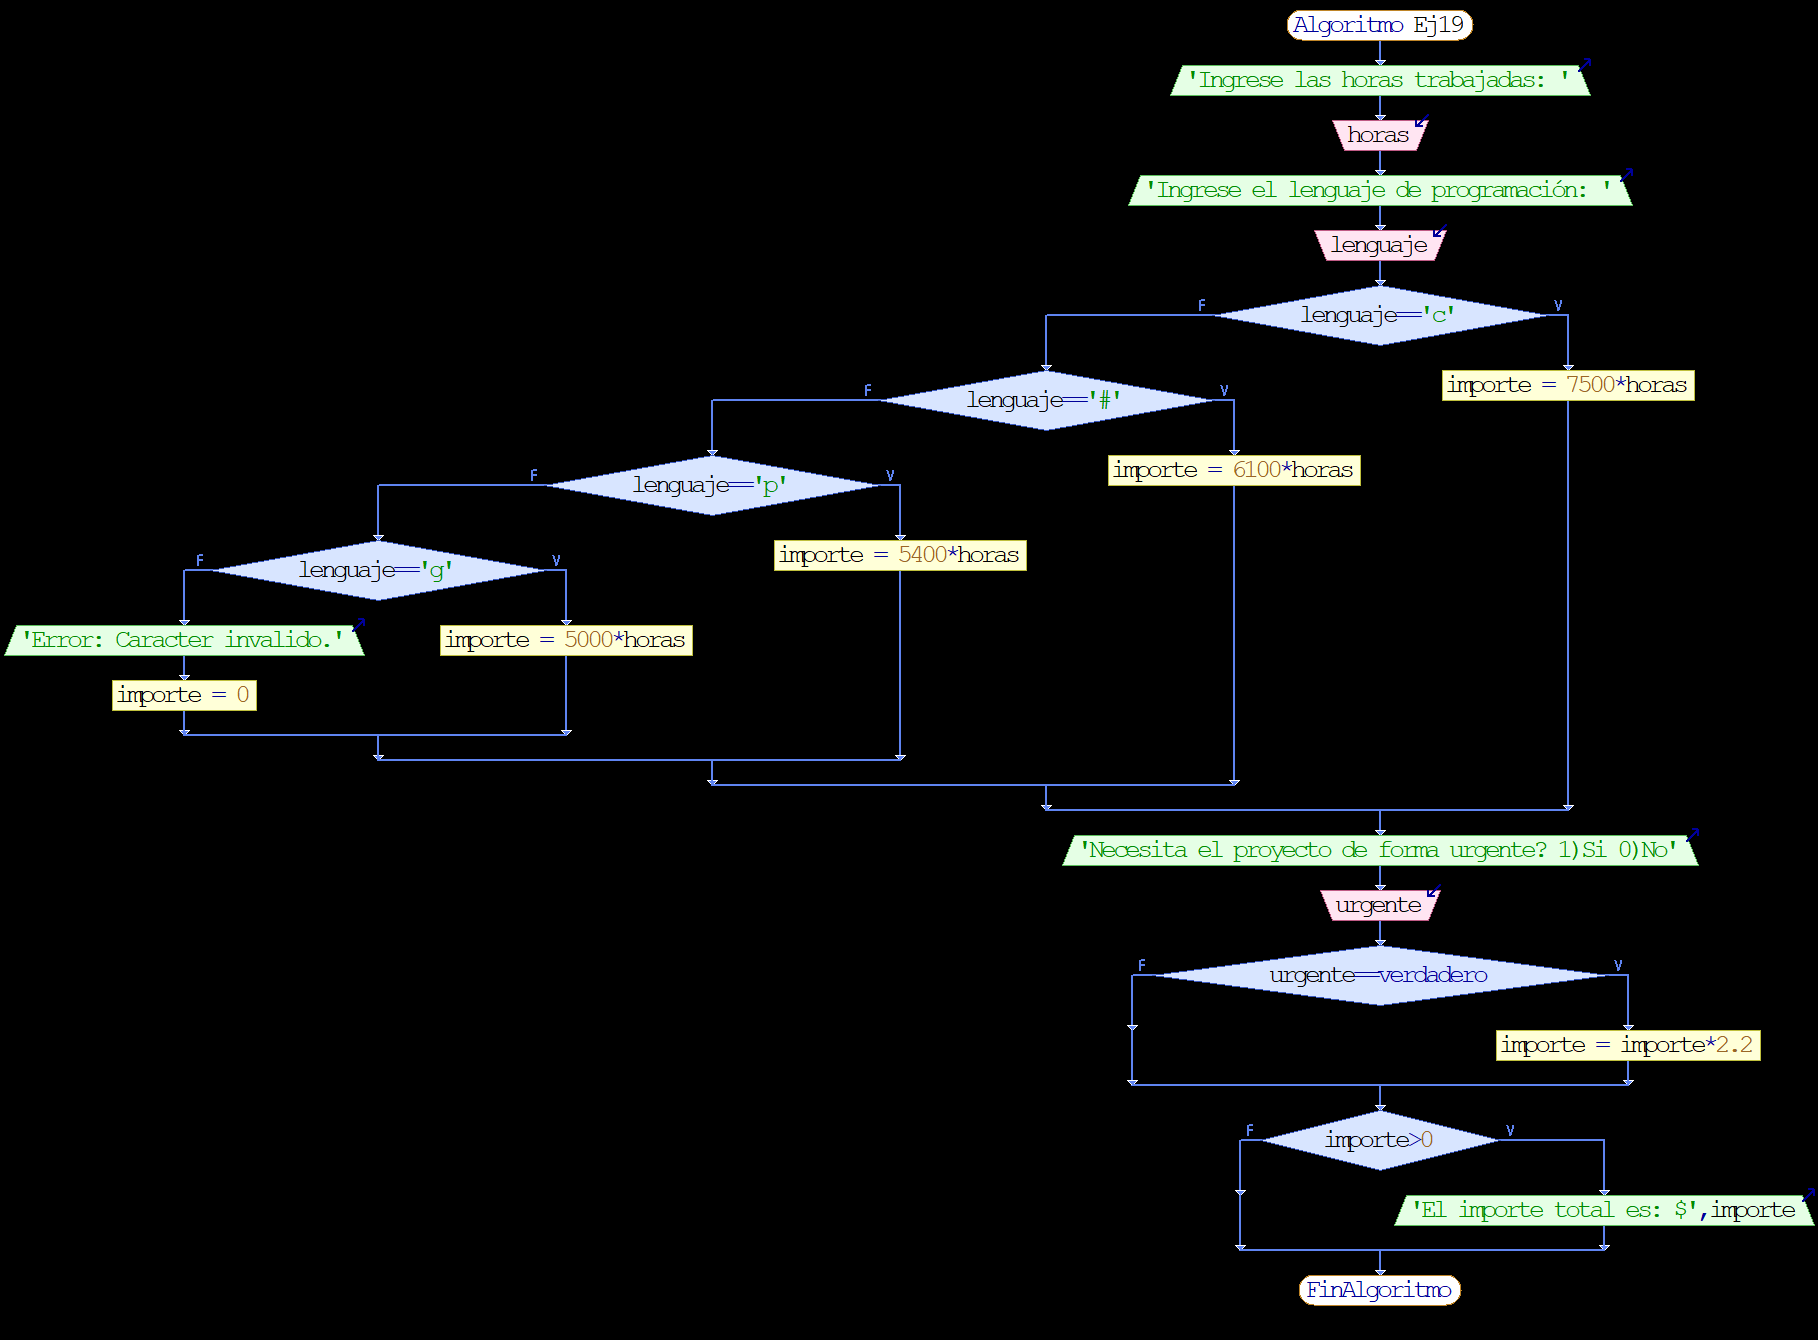 Algoritmo Ej19
'Ingrese las horas trabajadas: '
horas
'Ingrese el lenguaje de programación: '
lenguaje
F
lenguaje=='c'
V
importe = 7500*horas
F
lenguaje=='#'
V
importe = 6100*horas
F
lenguaje=='p'
V
importe = 5400*horas
F
lenguaje=='g'
V
'Error: Caracter invalido.'
importe = 5000*horas
importe = 0
'Necesita el proyecto de forma urgente? 1)Si 0)No'
urgente
F
urgente==verdadero
V
importe = importe*2.2
F
importe>0
V
'El importe total es: $',importe
FinAlgoritmo